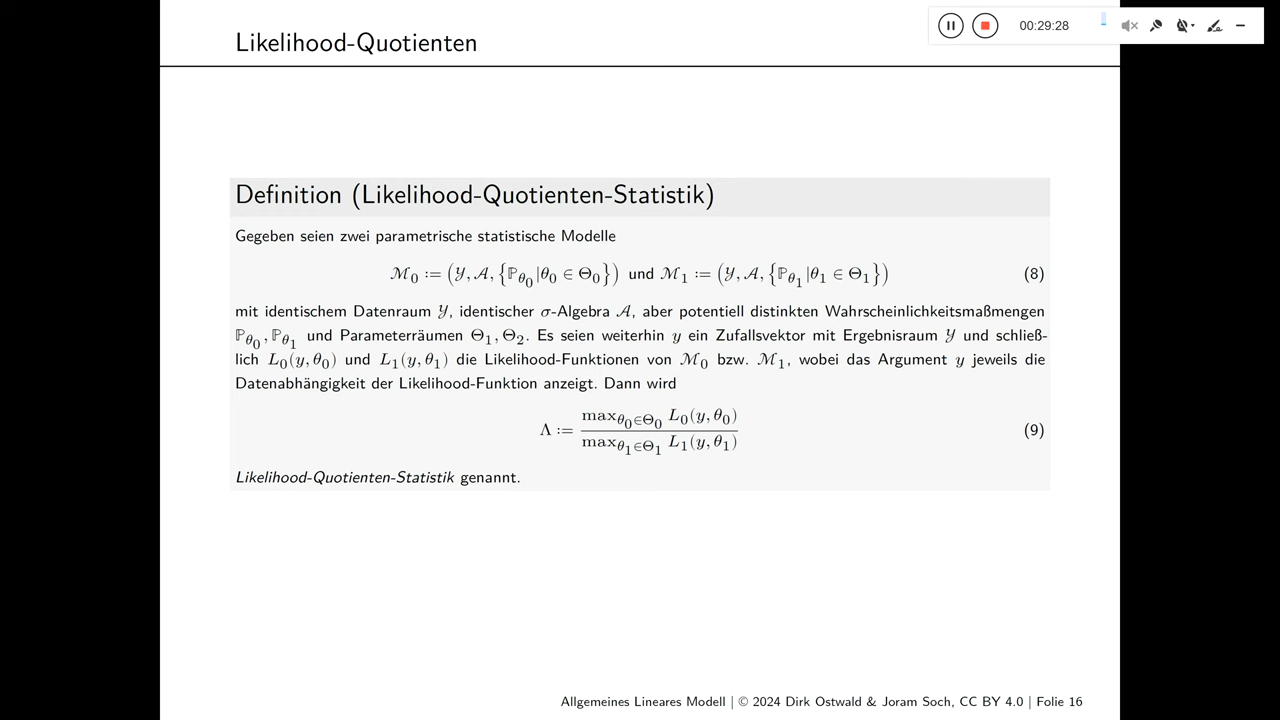 Likelihood-Quotienten
00:29:28
Definition (Likelihood-Quotienten-Statistik)
Gegeben seien zwei parametrische statistische Modelle
ℳ₀ := (𝒴, 𝒜, {ℙ_θ₀|θ₀ ∈ Θ₀}) und ℳ₁ := (𝒴, 𝒜, {ℙ_θ₁|θ₁ ∈ Θ₁}) (8)
mit identischem Datenraum 𝒴, identischer σ-Algebra 𝒜, aber potentiell distinkten Wahrscheinlichkeitsmaßmengen
ℙ_θ₀, ℙ_θ₁ und Parameterräumen Θ₁, Θ₂. Es seien weiterhin y ein Zufallsvektor mit Ergebnisraum 𝒴 und schließ-
lich L₀(y, θ₀) und L₁(y, θ₁) die Likelihood-Funktionen von ℳ₀ bzw. ℳ₁, wobei das Argument y jeweils die
Datenabhängigkeit der Likelihood-Funktion anzeigt. Dann wird
Λ := max_θ₀∈Θ₀ L₀(y, θ₀) / max_θ₁∈Θ₁ L₁(y, θ₁) (9)
Likelihood-Quotienten-Statistik genannt.
Allgemeines Lineares Modell | © 2024 Dirk Ostwald & Joram Soch, CC BY 4.0 | Folie 16